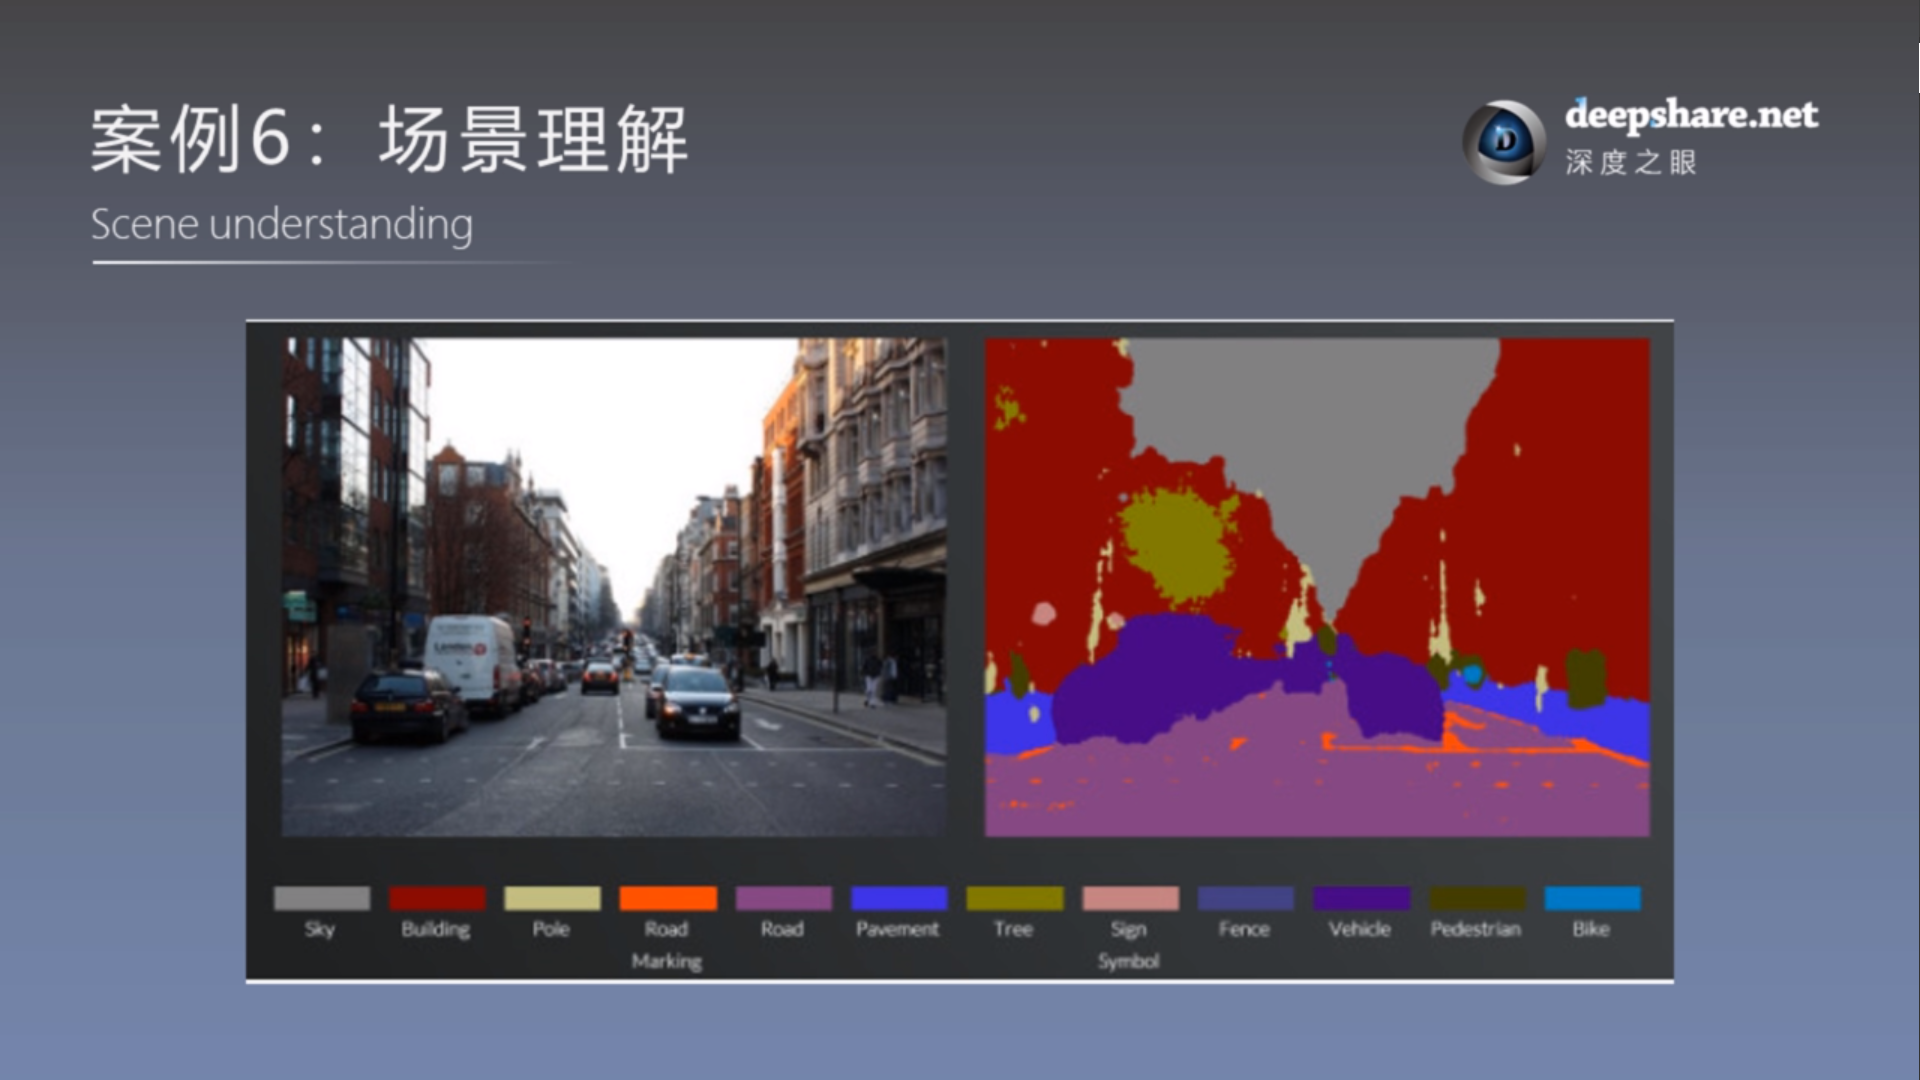 案例6：场景理解
Scene understanding
deepshare.net
深度之眼
London
Sky
Building
Pole
Road Marking
Road
Pavement
Tree
Sign Symbol
Fence
Vehicle
Pedestrian
Bike